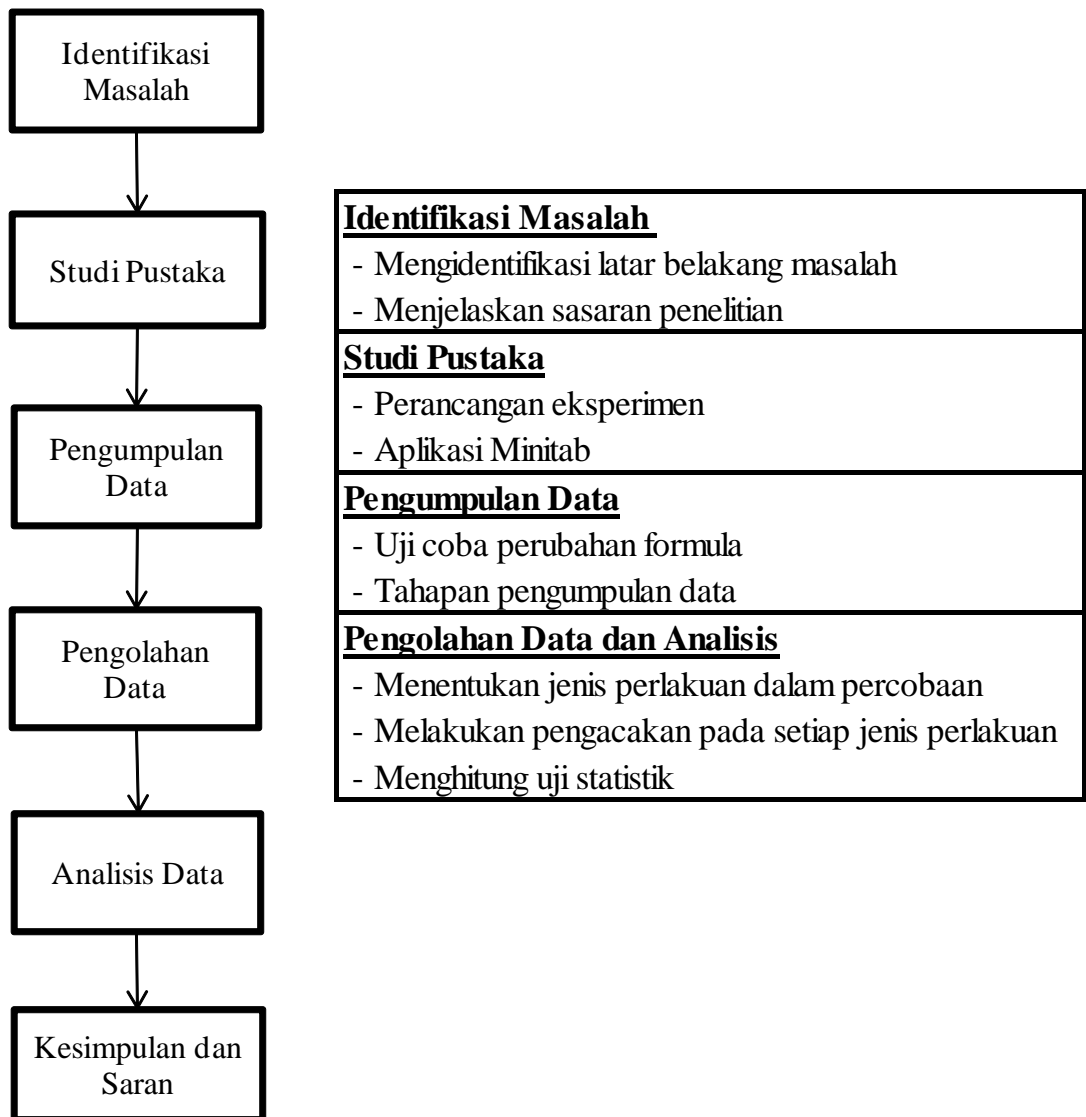 Identifikasi
Masalah
Studi Pustaka
Pengumpulan
Data
Pengolahan
Data
Analisis Data
Kesimpulan dan
Saran
Identifikasi Masalah
- Mengidentifikasi latar belakang masalah
- Menjelaskan sasaran penelitian
Studi Pustaka
- Perancangan eksperimen
- Aplikasi Minitab
Pengumpulan Data
- Uji coba perubahan formula
- Tahapan pengumpulan data
Pengolahan Data dan Analisis
- Menentukan jenis perlakuan dalam percobaan
- Melakukan pengacakan pada setiap jenis perlakuan
- Menghitung uji statistik